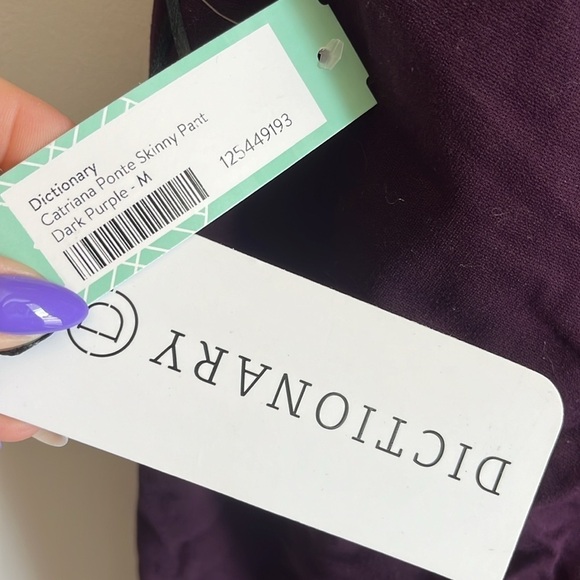 Dictionary
Catriana Ponte Skinny Pant
Dark Purple - M
125449193
DICTIONARY